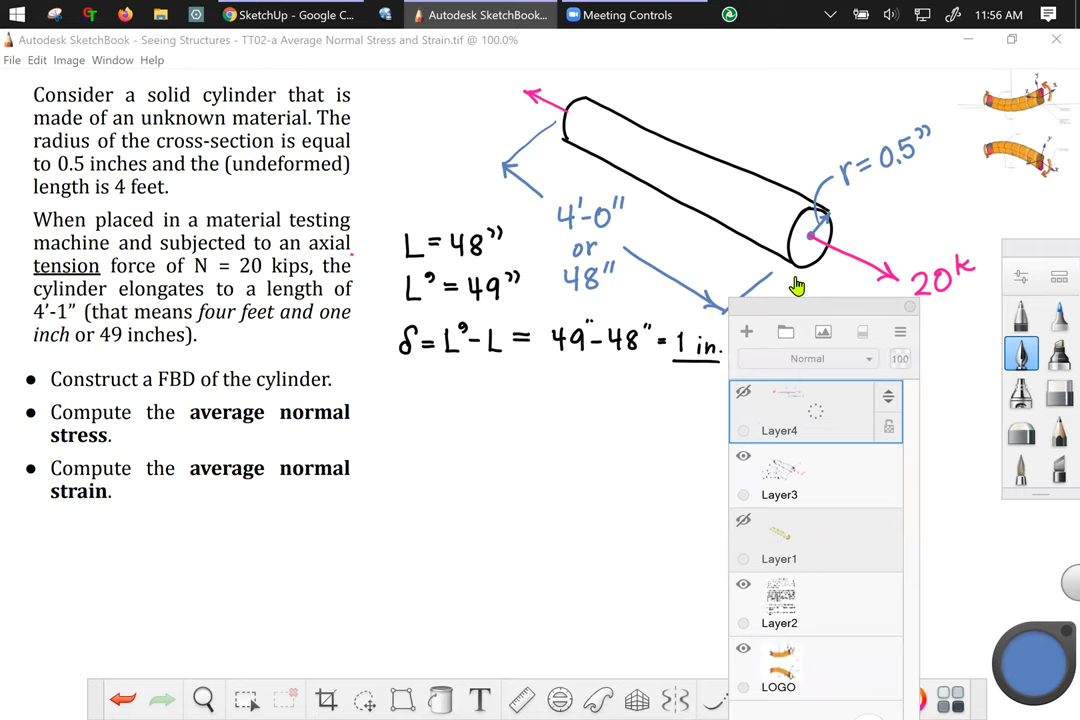 SketchUp - Google C...
Autodesk SketchBook...
Meeting Controls
11:56 AM
Autodesk SketchBook - Seeing Structures - TT02-a Average Normal Stress and Strain.tif @ 100.0%
File Edit Image Window Help
Consider a solid cylinder that is
made of an unknown material. The
radius of the cross-section is equal
to 0.5 inches and the (undeformed)
length is 4 feet.
When placed in a material testing
machine and subjected to an axial
tension force of N = 20 kips, the
cylinder elongates to a length of
4'-1" (that means four feet and one
inch or 49 inches).
• Construct a FBD of the cylinder.
• Compute the average normal
stress.
• Compute the average normal
strain.
r = 0.5"
4'-0"
or
48"
20k
L = 48"
L' = 49"
δ = L' - L = 49" - 48" = 1 in.
Normal
100
Layer4
Layer3
Layer1
Layer2
LOGO
T